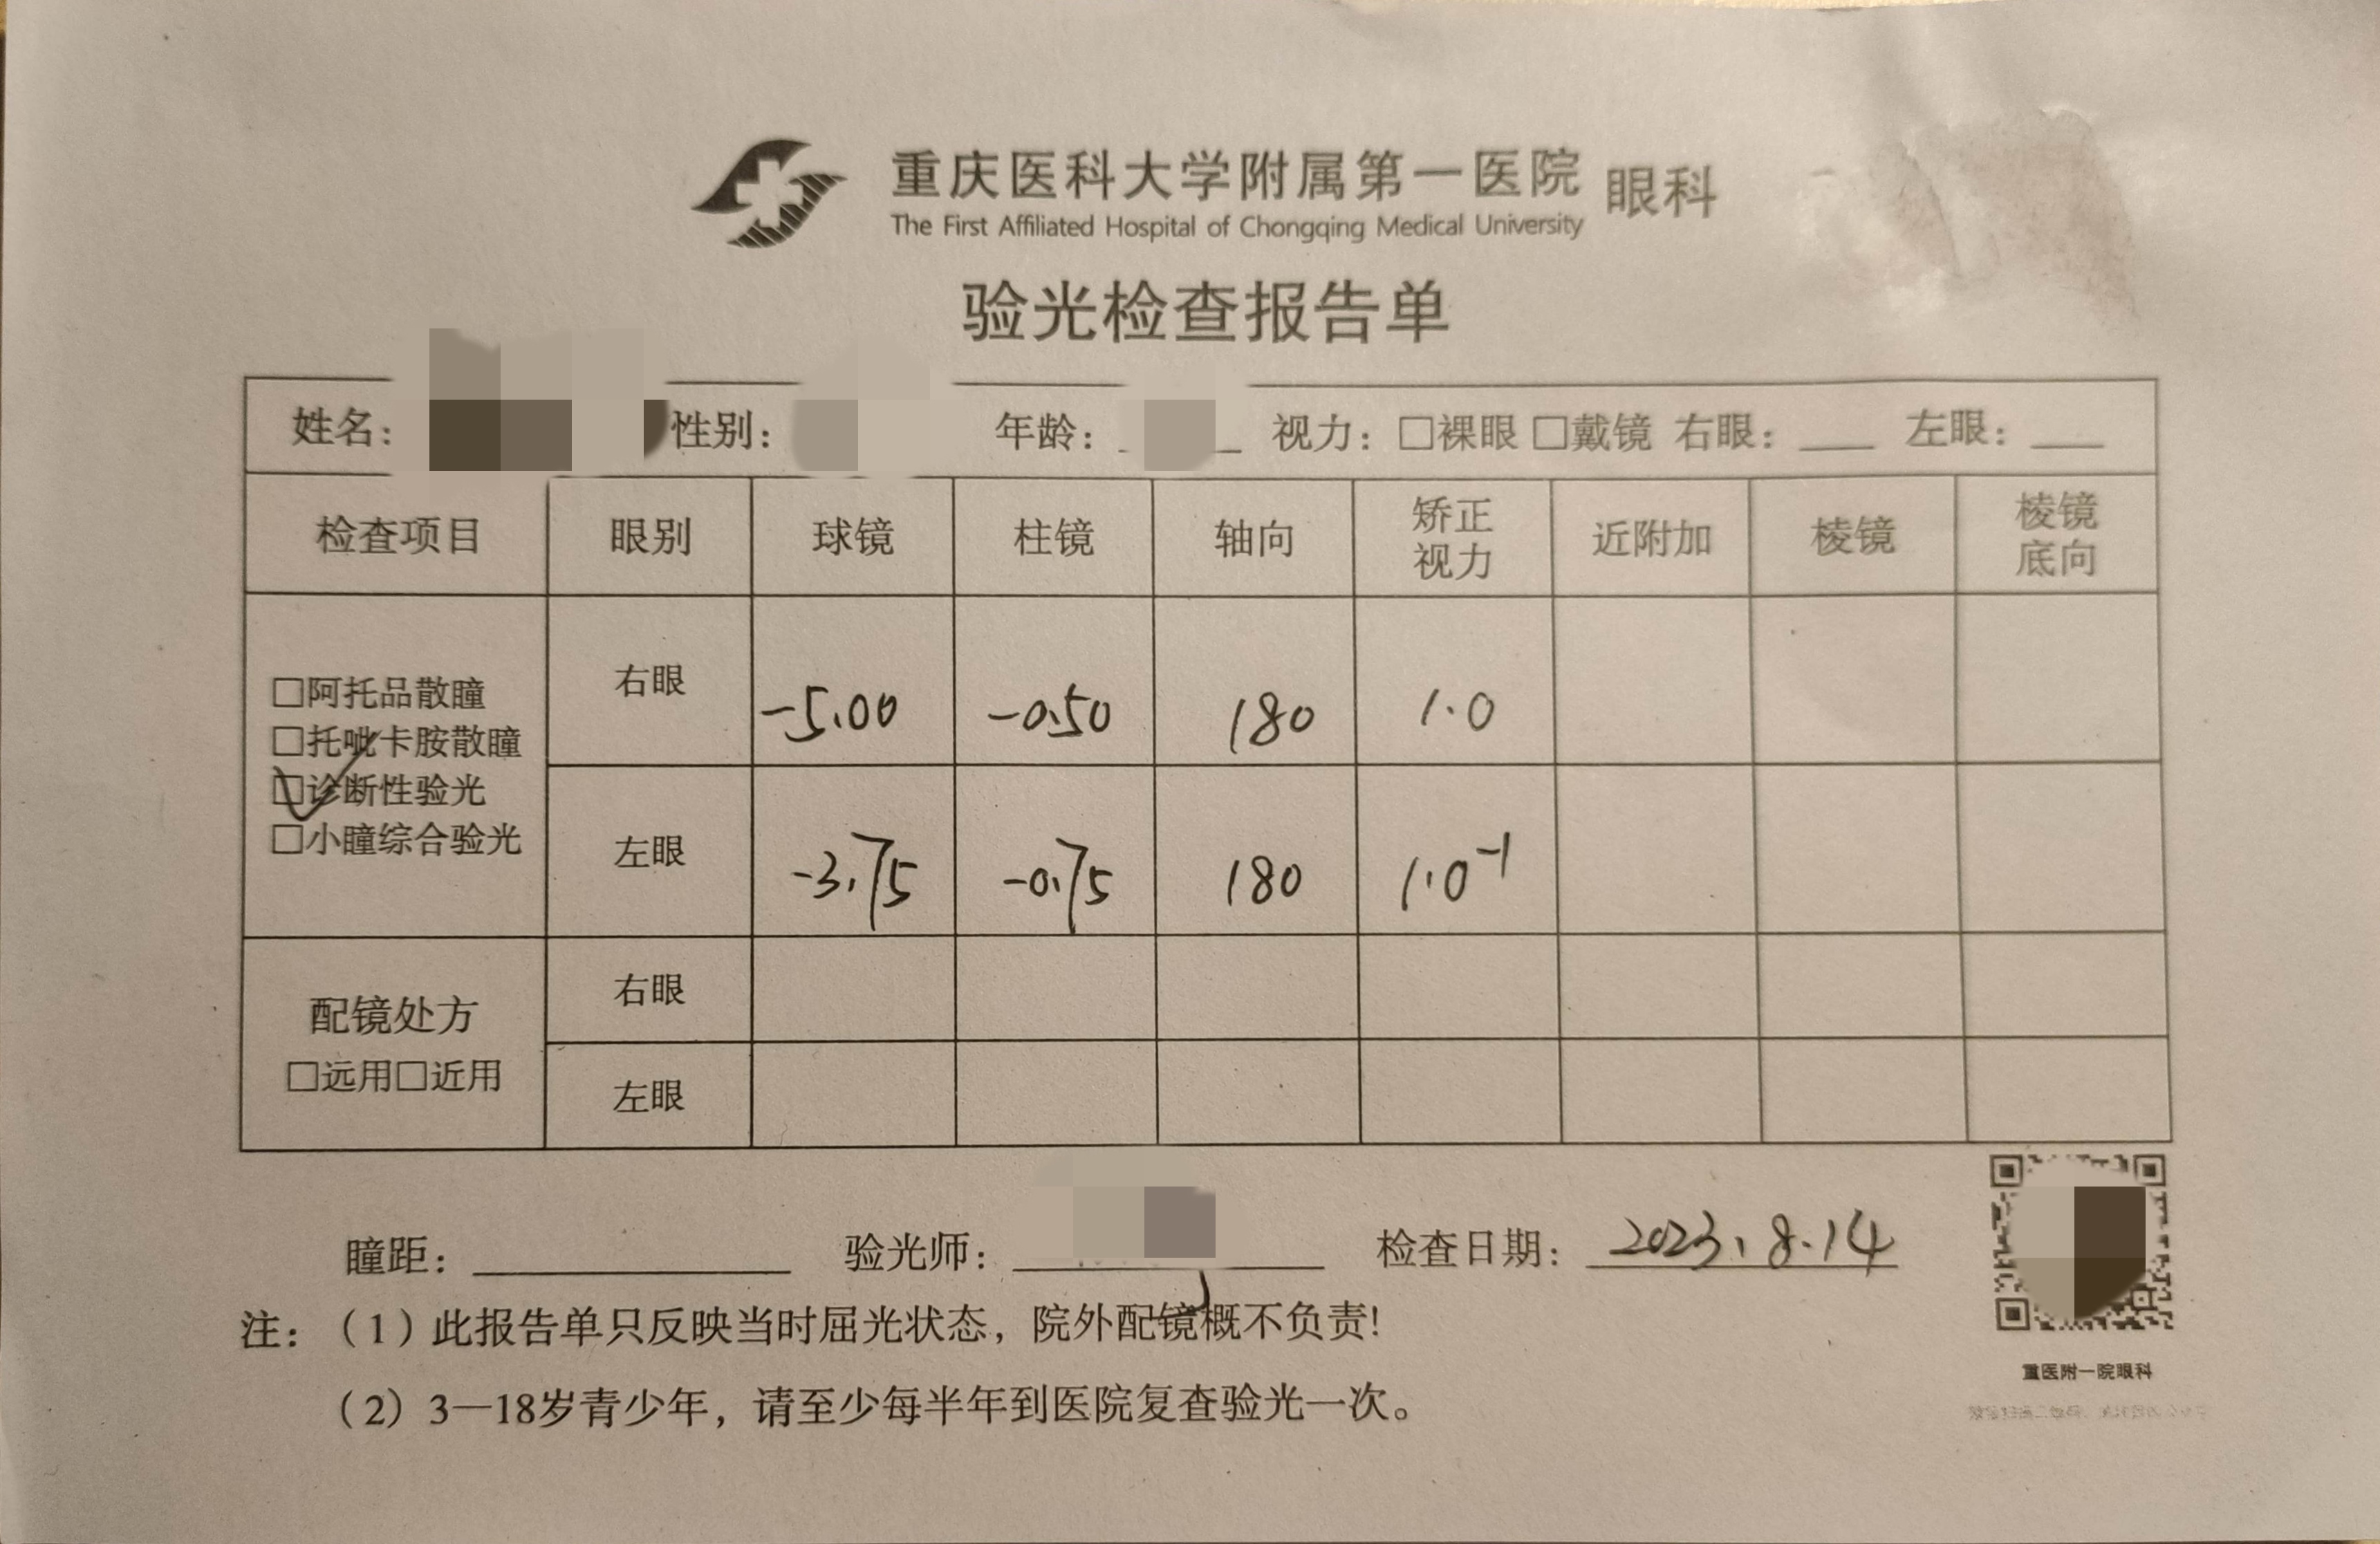 重庆医科大学附属第一医院 眼科
The First Affiliated Hospital of Chongqing Medical University
验光检查报告单
姓名： 性别： 年龄： 视力：□裸眼 □戴镜 右眼：___ 左眼：___
检查项目 眼别 球镜 柱镜 轴向 矫正视力 近附加 棱镜 棱镜底向
□阿托品散瞳
□托吡卡胺散瞳
☑诊断性验光
□小瞳综合验光
右眼 -5.00 -0.50 180 1.0
左眼 -3.75 -0.75 180 1.0⁻¹
配镜处方
□远用□近用
右眼
左眼
瞳距： 验光师： 检查日期：2023.8.14
注：（1）此报告单只反映当时屈光状态，院外配镜概不负责！
（2）3—18岁青少年，请至少每半年到医院复查验光一次。
重医附一院眼科